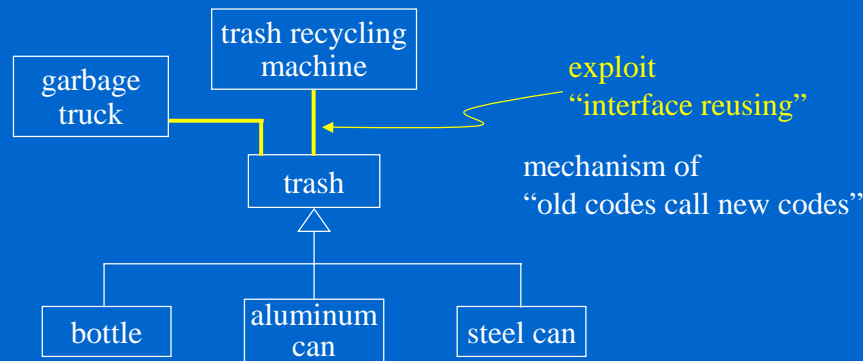 trash recycling
machine
garbage
truck
exploit
“interface reusing”
trash
mechanism of
“old codes call new codes”
bottle
aluminum
can
steel can